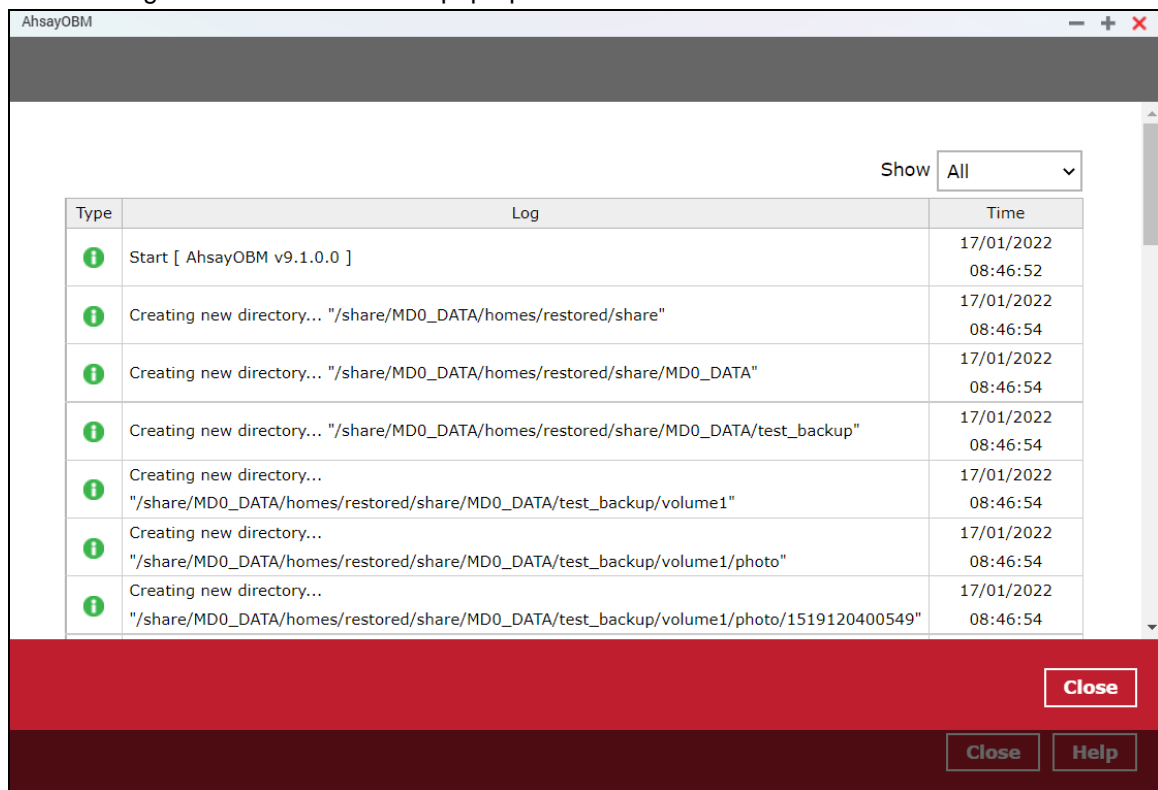 AhsayOBM
Show All
Type Log Time
Start [ AhsayOBM v9.1.0.0 ] 17/01/2022
08:46:52
Creating new directory... "/share/MD0_DATA/homes/restored/share" 17/01/2022
08:46:54
Creating new directory... "/share/MD0_DATA/homes/restored/share/MD0_DATA" 17/01/2022
08:46:54
Creating new directory... "/share/MD0_DATA/homes/restored/share/MD0_DATA/test_backup" 17/01/2022
08:46:54
Creating new directory... 17/01/2022
"/share/MD0_DATA/homes/restored/share/MD0_DATA/test_backup/volume1" 08:46:54
Creating new directory... 17/01/2022
"/share/MD0_DATA/homes/restored/share/MD0_DATA/test_backup/volume1/photo" 08:46:54
Creating new directory... 17/01/2022
"/share/MD0_DATA/homes/restored/share/MD0_DATA/test_backup/volume1/photo/1519120400549" 08:46:54
Close
Close Help